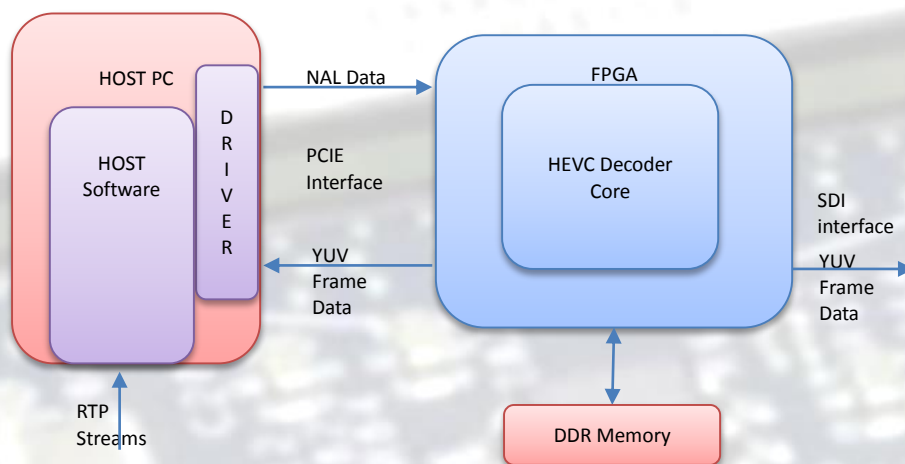 HOST PC
NAL Data
FPGA
D
R
I
V
E
R
HOST
Software
PCIE
Interface
HEVC Decoder
Core
SDI
interface
YUV
Frame
Data
YUV
Frame
Data
RTP
Streams
DDR Memory